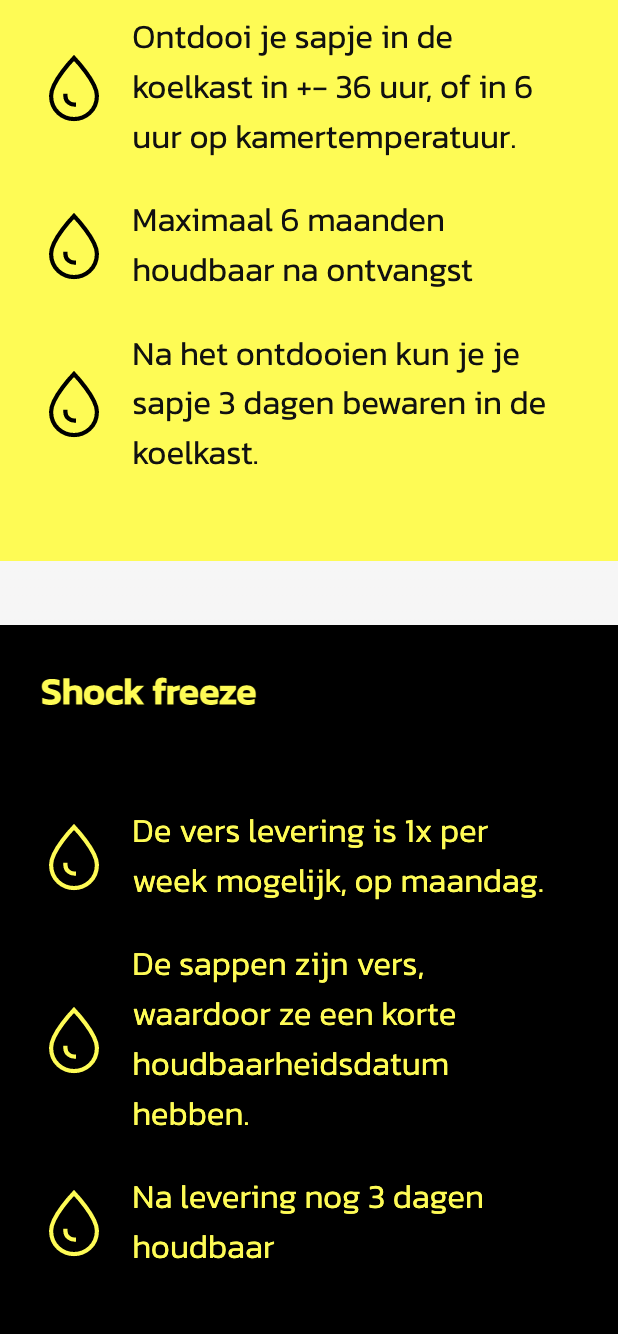 Ontdooi je sapje in de
koelkast in +- 36 uur, of in 6
uur op kamertemperatuur.
Maximaal 6 maanden
houdbaar na ontvangst
Na het ontdooien kun je je
sapje 3 dagen bewaren in de
koelkast.
Shock freeze
De vers levering is 1x per
week mogelijk, op maandag.
De sappen zijn vers,
waardoor ze een korte
houdbaarheidsdatum
hebben.
Na levering nog 3 dagen
houdbaar